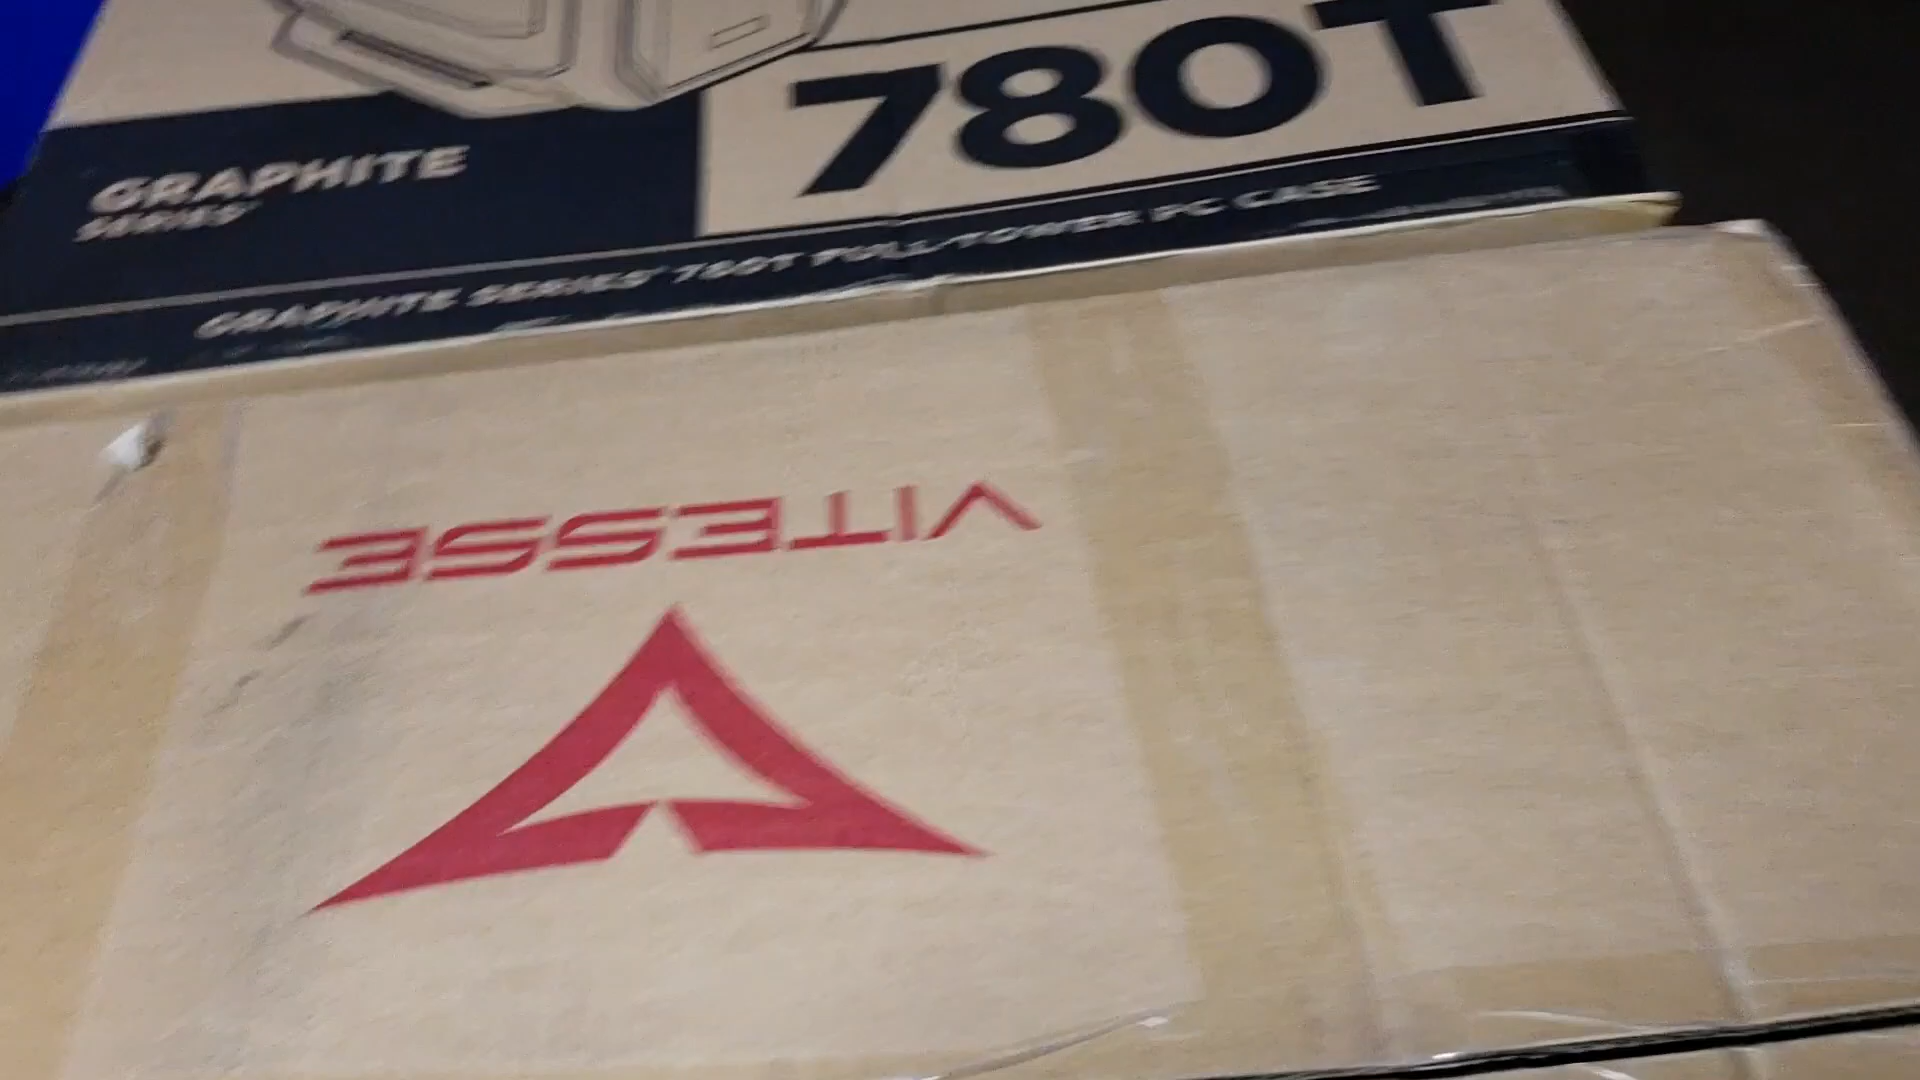 780T
GRAPHITE
SERIES
GRAPHITE SERIES 780T FULL-TOWER PC CASE
VITESSE